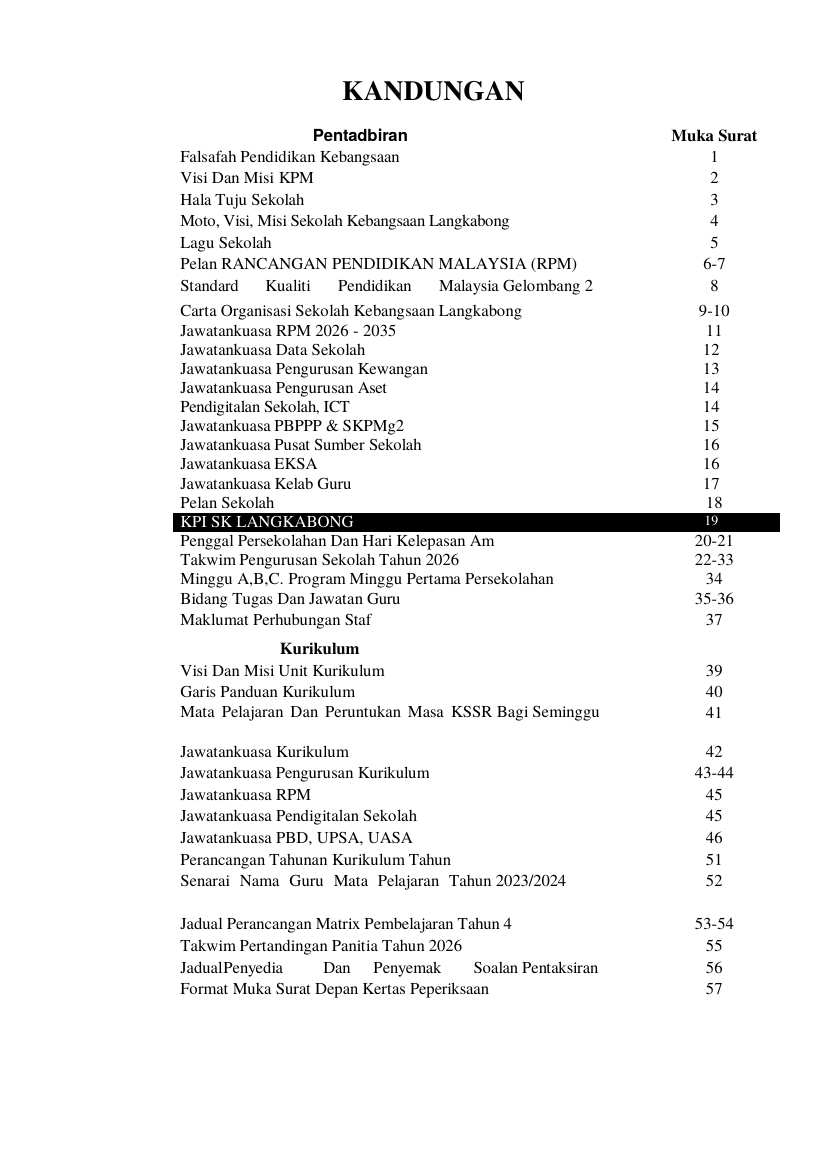 KANDUNGAN
Pentadbiran Muka Surat
Falsafah Pendidikan Kebangsaan 1
Visi Dan Misi KPM 2
Hala Tuju Sekolah 3
Moto, Visi, Misi Sekolah Kebangsaan Langkabong 4
Lagu Sekolah 5
Pelan RANCANGAN PENDIDIKAN MALAYSIA (RPM) 6-7
Standard Kualiti Pendidikan Malaysia Gelombang 2 8
Carta Organisasi Sekolah Kebangsaan Langkabong 9-10
Jawatankuasa RPM 2026 - 2035 11
Jawatankuasa Data Sekolah 12
Jawatankuasa Pengurusan Kewangan 13
Jawatankuasa Pengurusan Aset 14
Pendigitalan Sekolah, ICT 14
Jawatankuasa PBPPP & SKPMg2 15
Jawatankuasa Pusat Sumber Sekolah 16
Jawatankuasa EKSA 16
Jawatankuasa Kelab Guru 17
Pelan Sekolah 18
KPI SK LANGKABONG 19
Penggal Persekolahan Dan Hari Kelepasan Am 20-21
Takwim Pengurusan Sekolah Tahun 2026 22-33
Minggu A,B,C. Program Minggu Pertama Persekolahan 34
Bidang Tugas Dan Jawatan Guru 35-36
Maklumat Perhubungan Staf 37
Kurikulum
Visi Dan Misi Unit Kurikulum 39
Garis Panduan Kurikulum 40
Mata Pelajaran Dan Peruntukan Masa KSSR Bagi Seminggu 41
Jawatankuasa Kurikulum 42
Jawatankuasa Pengurusan Kurikulum 43-44
Jawatankuasa RPM 45
Jawatankuasa Pendigitalan Sekolah 45
Jawatankuasa PBD, UPSA, UASA 46
Perancangan Tahunan Kurikulum Tahun 51
Senarai Nama Guru Mata Pelajaran Tahun 2023/2024 52
Jadual Perancangan Matrix Pembelajaran Tahun 4 53-54
Takwim Pertandingan Panitia Tahun 2026 55
JadualPenyedia Dan Penyemak Soalan Pentaksiran 56
Format Muka Surat Depan Kertas Peperiksaan 57